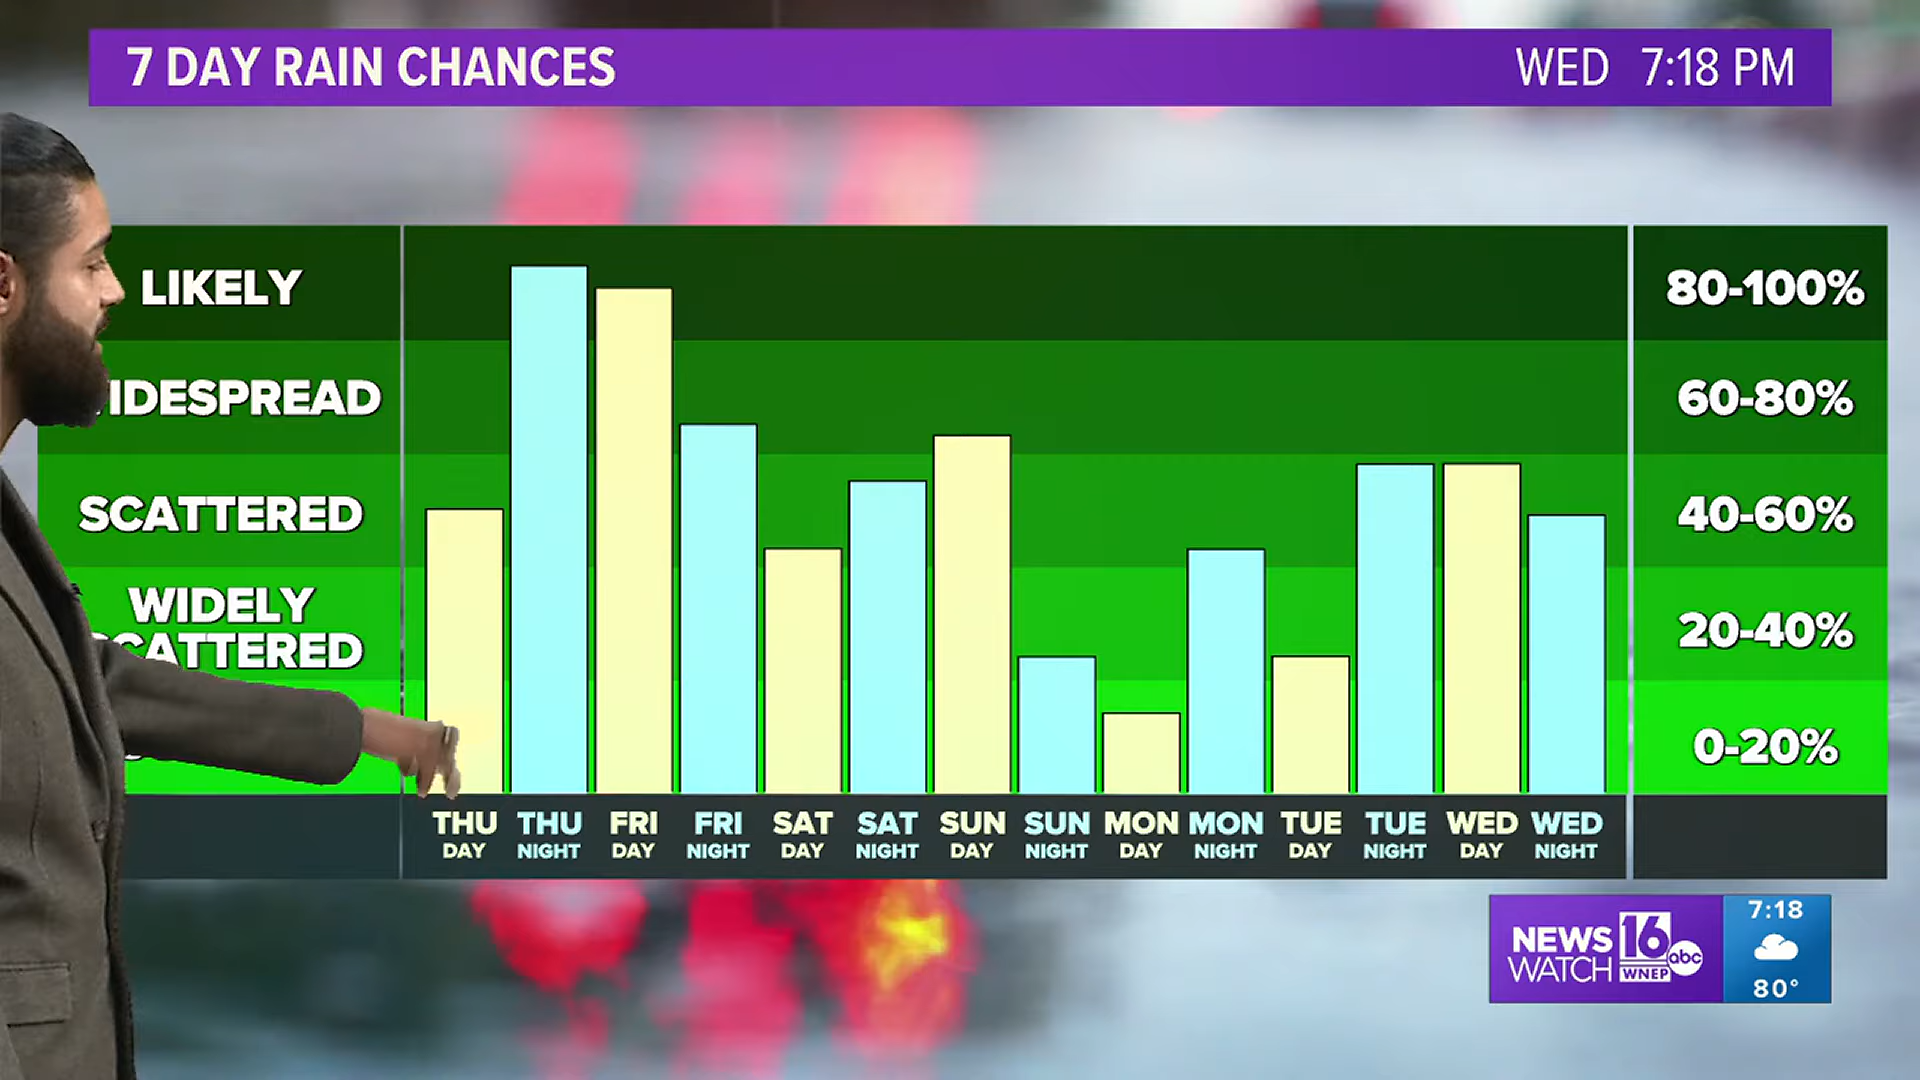 7 DAY RAIN CHANCES
WED 7:18 PM
LIKELY
80-100%
60-80%
SCATTERED
40-60%
WIDELY
20-40%
0-20%
THU THU FRI FRI SAT SAT SUN SUN MON MON TUE TUE WED WED
DAY NIGHT DAY NIGHT DAY NIGHT DAY NIGHT DAY NIGHT DAY NIGHT DAY NIGHT
NEWS
WATCH
16
WNEP
abc
7:18
80°